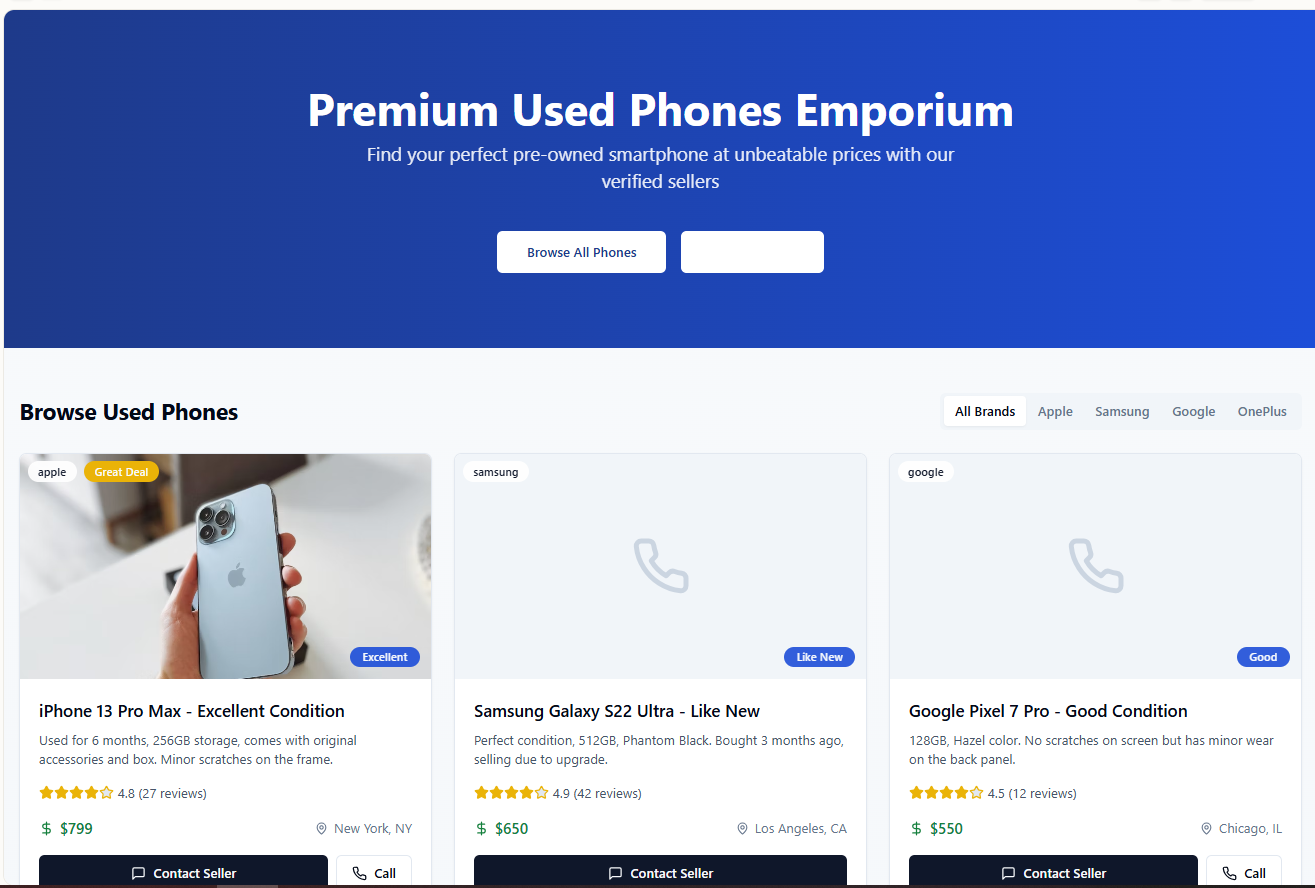 Premium Used Phones Emporium
Find your perfect pre-owned smartphone at unbeatable prices with our
verified sellers
Browse All Phones
Browse Used Phones
All Brands Apple Samsung Google OnePlus
apple Great Deal
Excellent
iPhone 13 Pro Max - Excellent Condition
Used for 6 months, 256GB storage, comes with original
accessories and box. Minor scratches on the frame.
4.8 (27 reviews)
$ $799 New York, NY
Contact Seller Call
samsung
Like New
Samsung Galaxy S22 Ultra - Like New
Perfect condition, 512GB, Phantom Black. Bought 3 months ago,
selling due to upgrade.
4.9 (42 reviews)
$ $650 Los Angeles, CA
Contact Seller
google
Good
Google Pixel 7 Pro - Good Condition
128GB, Hazel color. No scratches on screen but has minor wear
on the back panel.
4.5 (12 reviews)
$ $550 Chicago, IL
Contact Seller Call